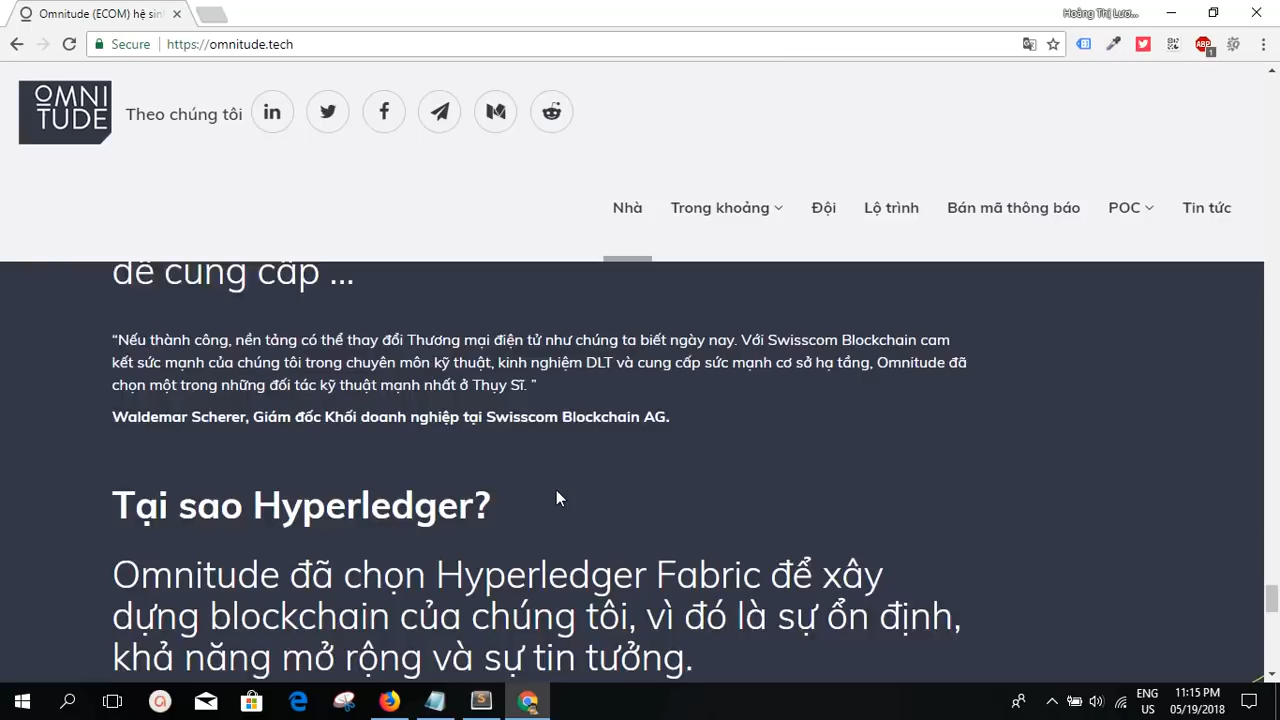 Omnitude (ECOM) hệ sinh
Hoàng Thị Lươ...
Secure
https://omnitude.tech
ABP
1
OMNI
TUDE
Theo chúng tôi
Nhà
Trong khoảng
Đội
Lộ trình
Bán mã thông báo
POC
Tin tức
để cung cấp ...
“Nếu thành công, nền tảng có thể thay đổi Thương mại điện tử như chúng ta biết ngày nay. Với Swisscom Blockchain cam
kết sức mạnh của chúng tôi trong chuyên môn kỹ thuật, kinh nghiệm DLT và cung cấp sức mạnh cơ sở hạ tầng, Omnitude đã
chọn một trong những đối tác kỹ thuật mạnh nhất ở Thụy Sĩ. ”
Waldemar Scherer, Giám đốc Khối doanh nghiệp tại Swisscom Blockchain AG.
Tại sao Hyperledger?
Omnitude đã chọn Hyperledger Fabric để xây
dựng blockchain của chúng tôi, vì đó là sự ổn định,
khả năng mở rộng và sự tin tưởng.
ENG
US
11:15 PM
05/19/2018